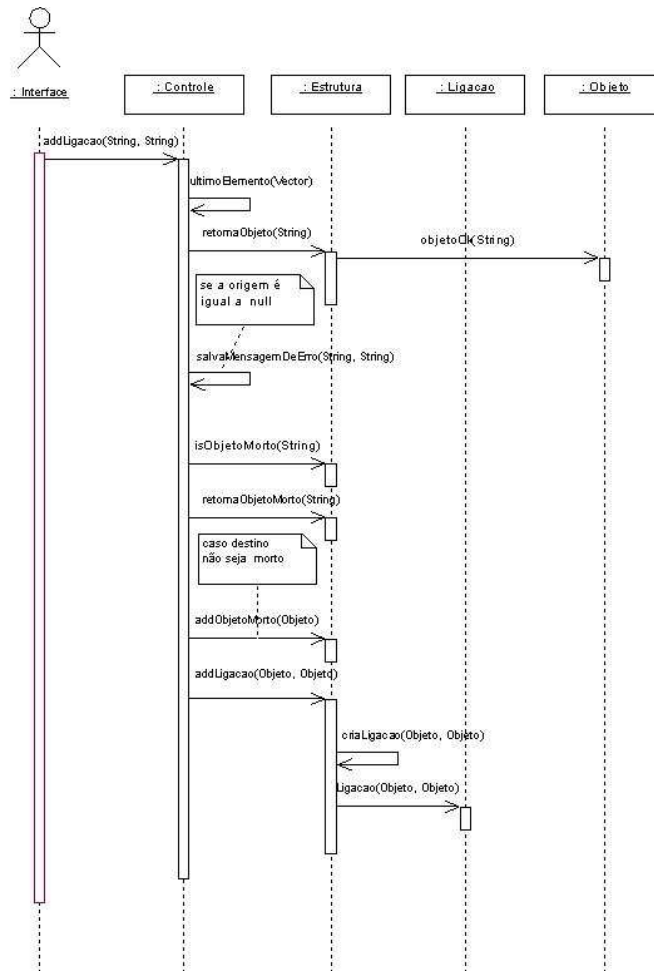 : Interface
: Controle
: Estrutura
: Ligacao
: Objeto
addLigacao(String, String)
ultimoElemento(Vector)
retornaObjeto(String)
objetoOk(String)
se a origem é
igual a null
salvaMensagemDeErro(String, String)
isObjetoMorto(String)
retornaObjetoMorto(String)
caso destino
não seja morto
addObjetoMorto(Objeto)
addLigacao(Objeto, Objeto)
criaLigacao(Objeto, Objeto)
Ligacao(Objeto, Objeto)